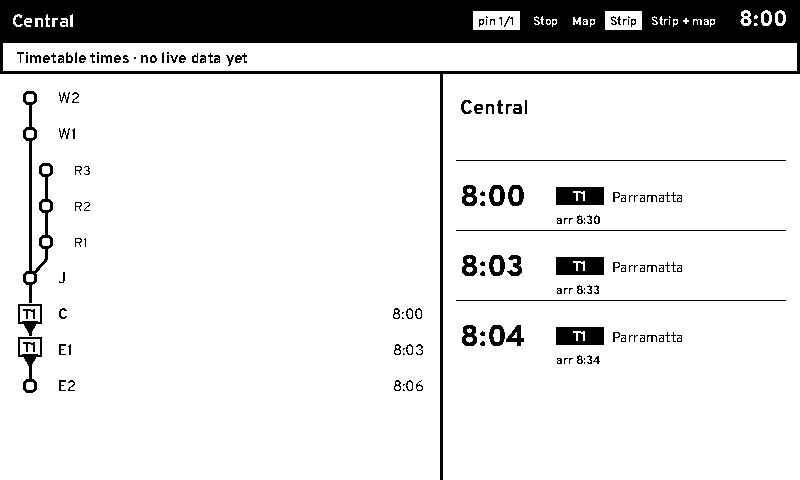 Central
pin 1/1 Stop Map Strip Strip + map 8:00
Timetable times · no live data yet
W2
W1
R3
R2
R1
J
T1 C 8:00
T1 E1 8:03
E2 8:06
Central
8:00 T1 Parramatta
arr 8:30
8:03 T1 Parramatta
arr 8:33
8:04 T1 Parramatta
arr 8:34